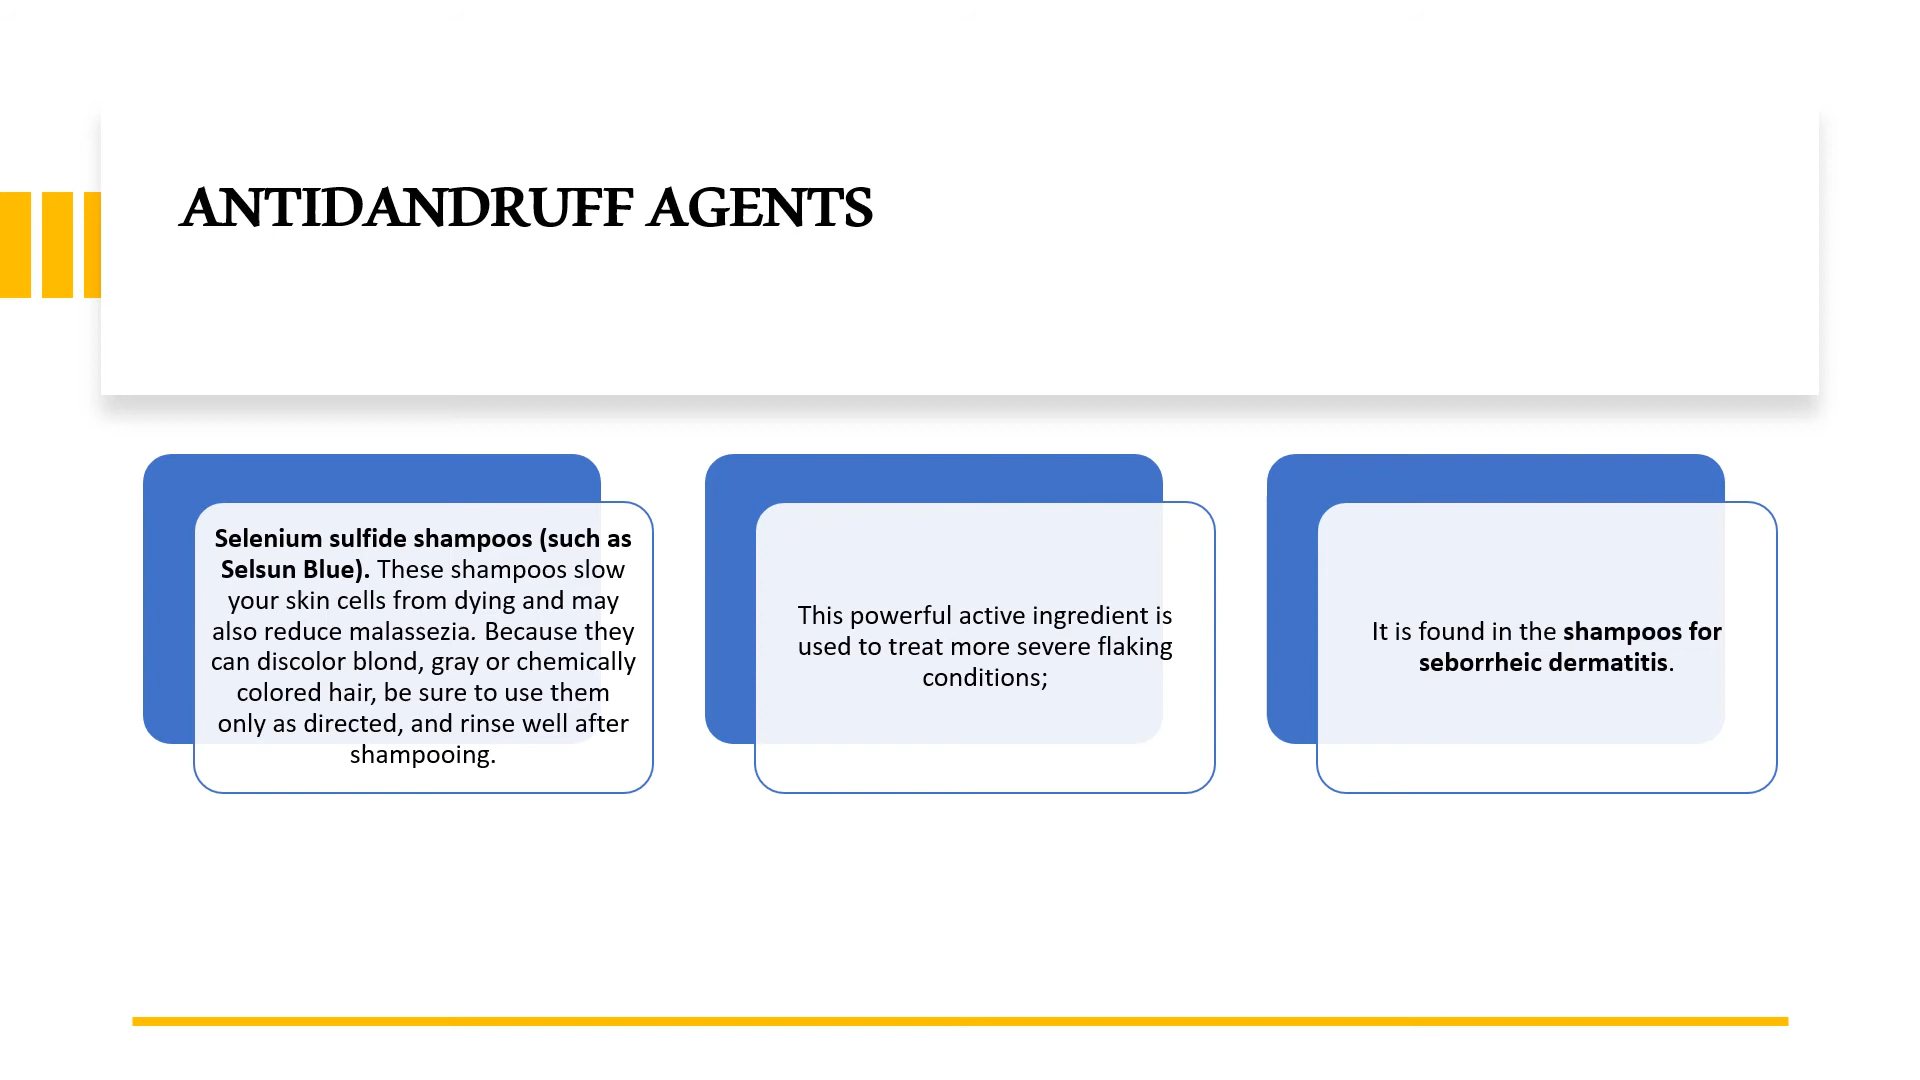 ANTIDANDRUFF AGENTS
Selenium sulfide shampoos (such as
Selsun Blue). These shampoos slow
your skin cells from dying and may
also reduce malassezia. Because they
can discolor blond, gray or chemically
colored hair, be sure to use them
only as directed, and rinse well after
shampooing.
This powerful active ingredient is
used to treat more severe flaking
conditions;
It is found in the shampoos for
seborrheic dermatitis.